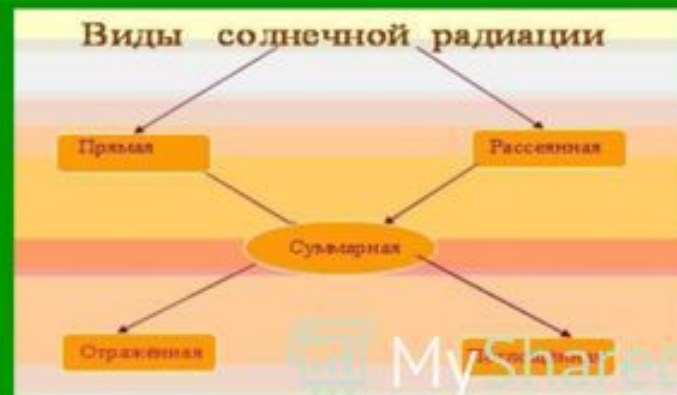 Виды солнечной радиации
Прямая
Рассеянная
Суммарная
Отражённая
MyShared